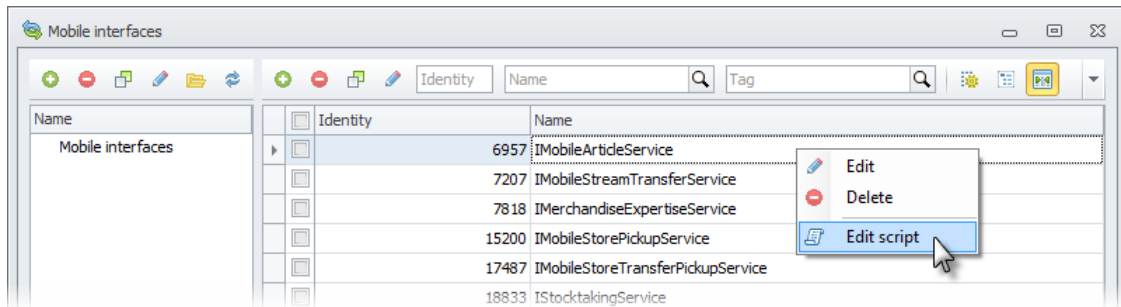 Mobile interfaces
Identity Name Tag
Name Identity Name
Mobile interfaces 6957 IMobileArticleService
Edit
7207 IMobileStreamTransferService
Delete
7818 IMerchandiseExpertiseService
15200 IMobileStorePickupService Edit script
17487 IMobileStoreTransferPickupService
18833 IStocktakingService